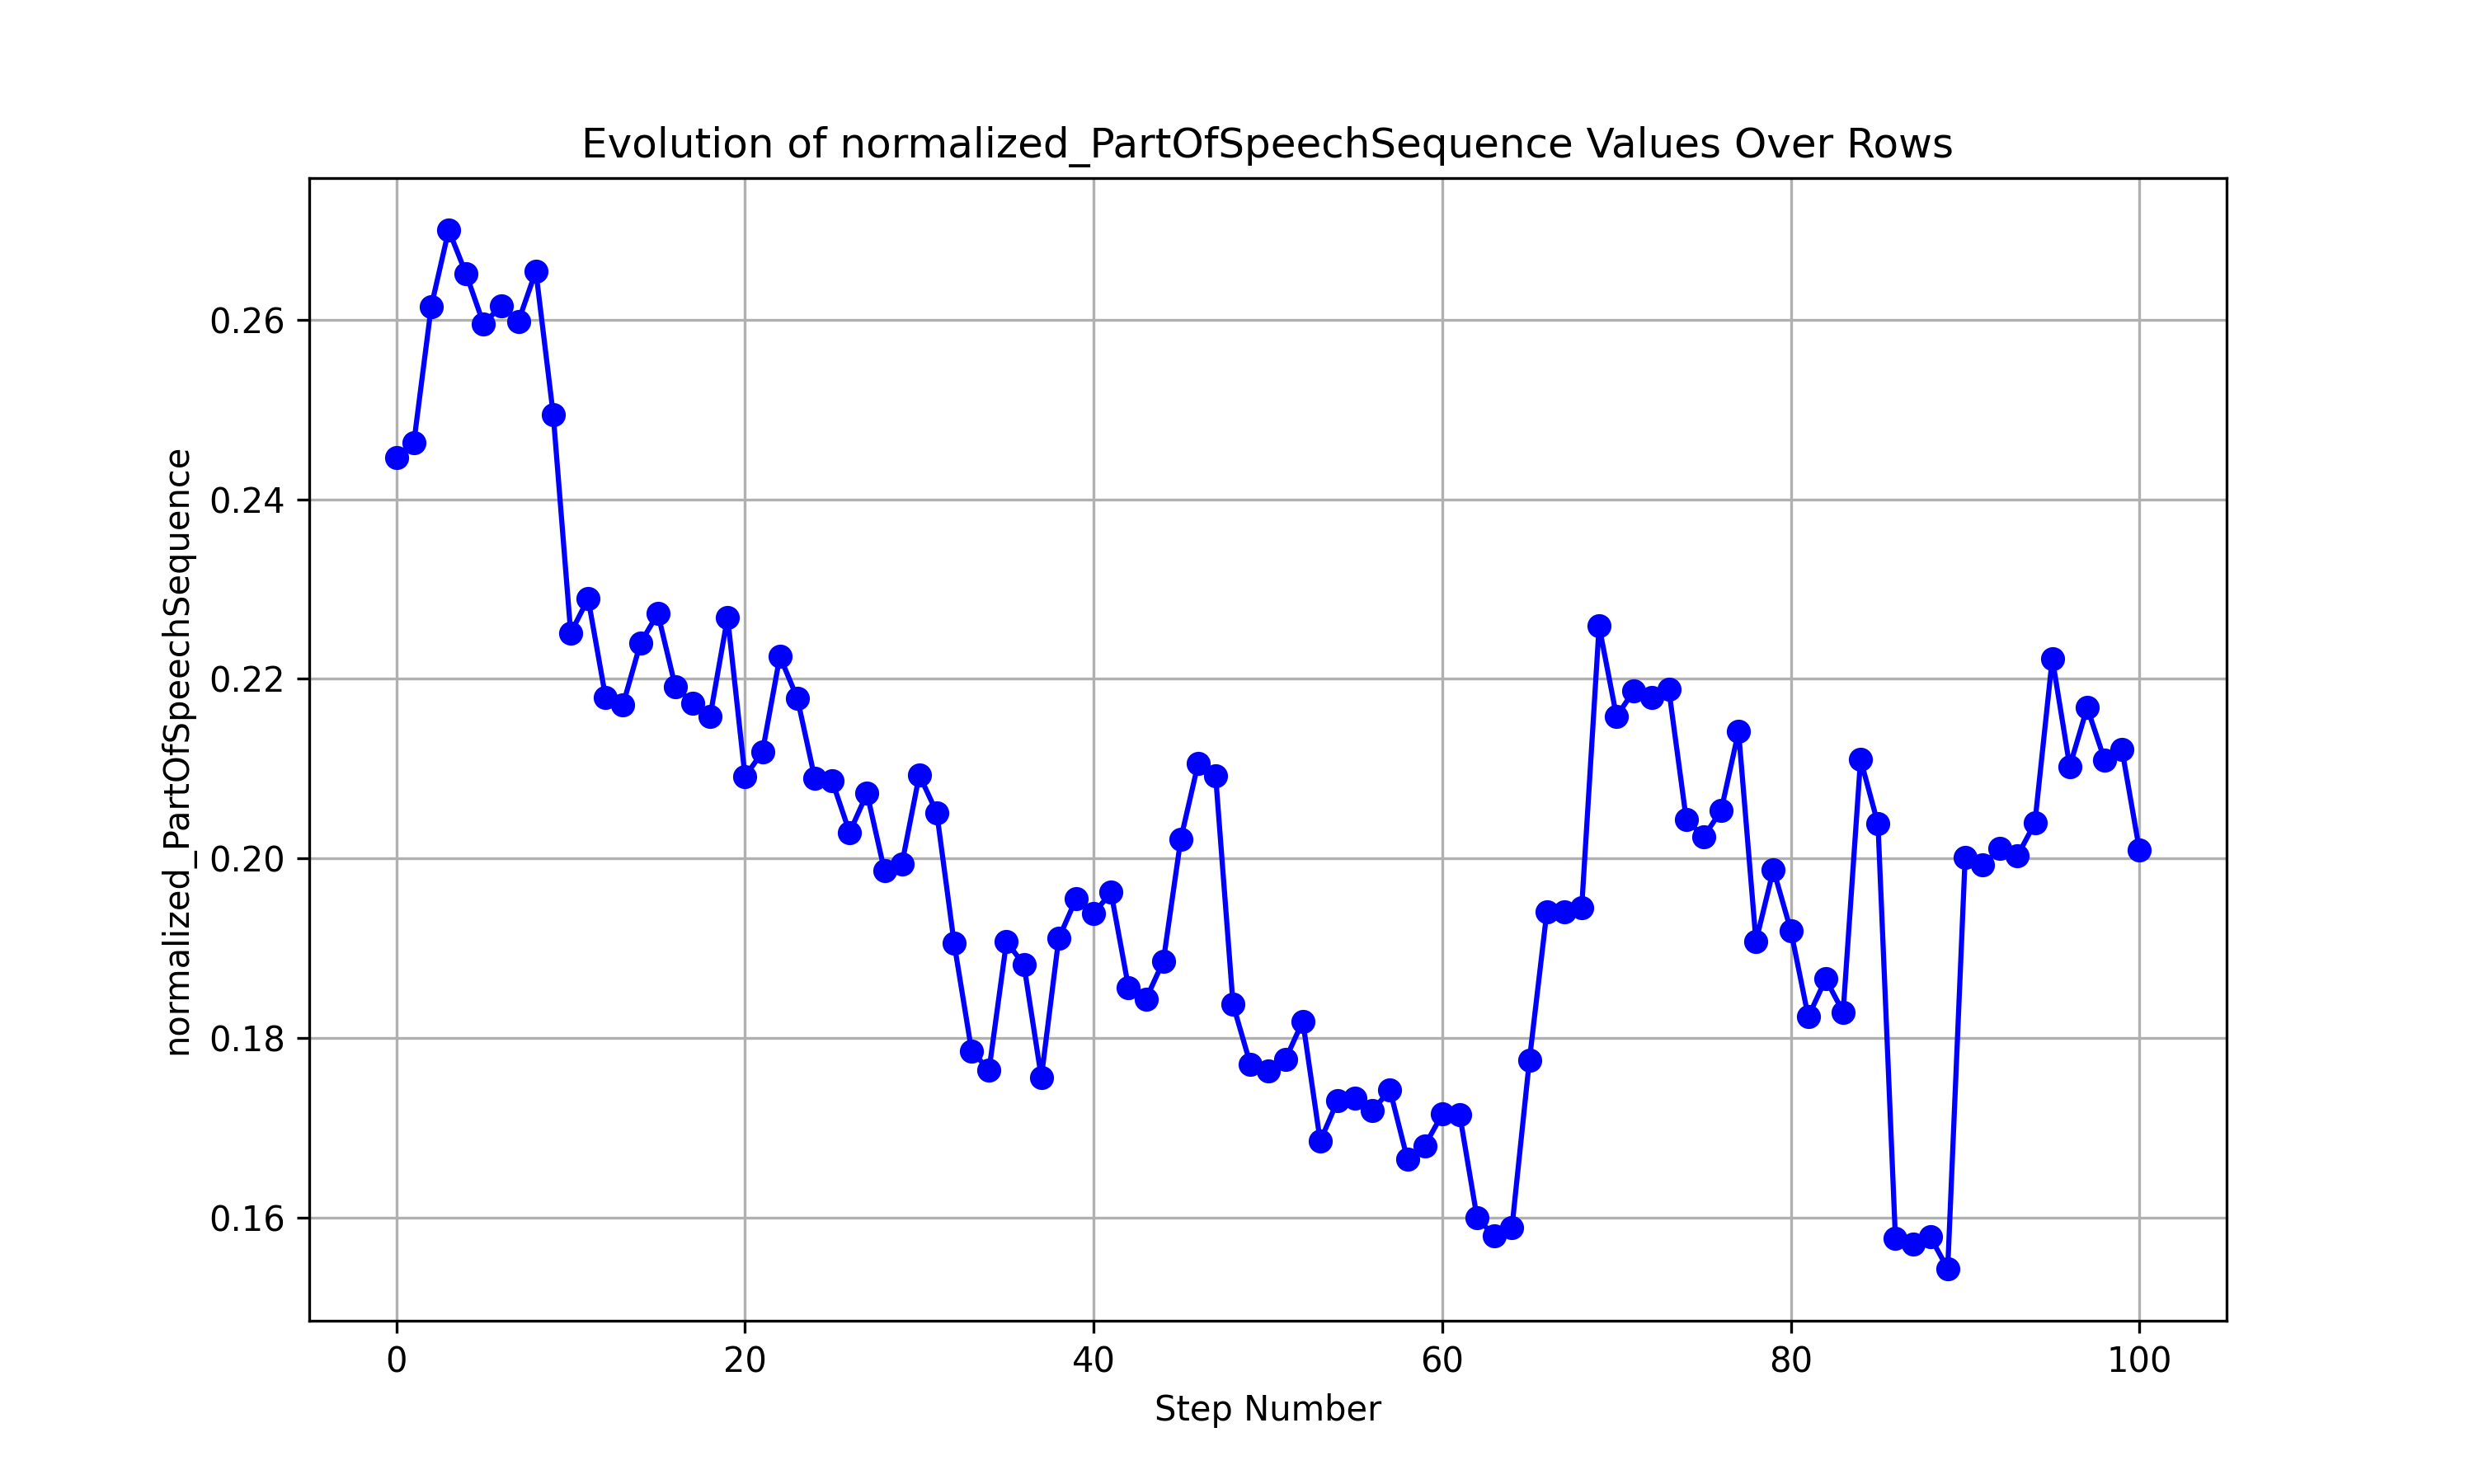 Evolution of normalized_PartOfSpeechSequence Values Over Rows
normalized_PartOfSpeechSequence
0.26
0.24
0.22
0.20
0.18
0.16
0 20 40 60 80 100
Step Number